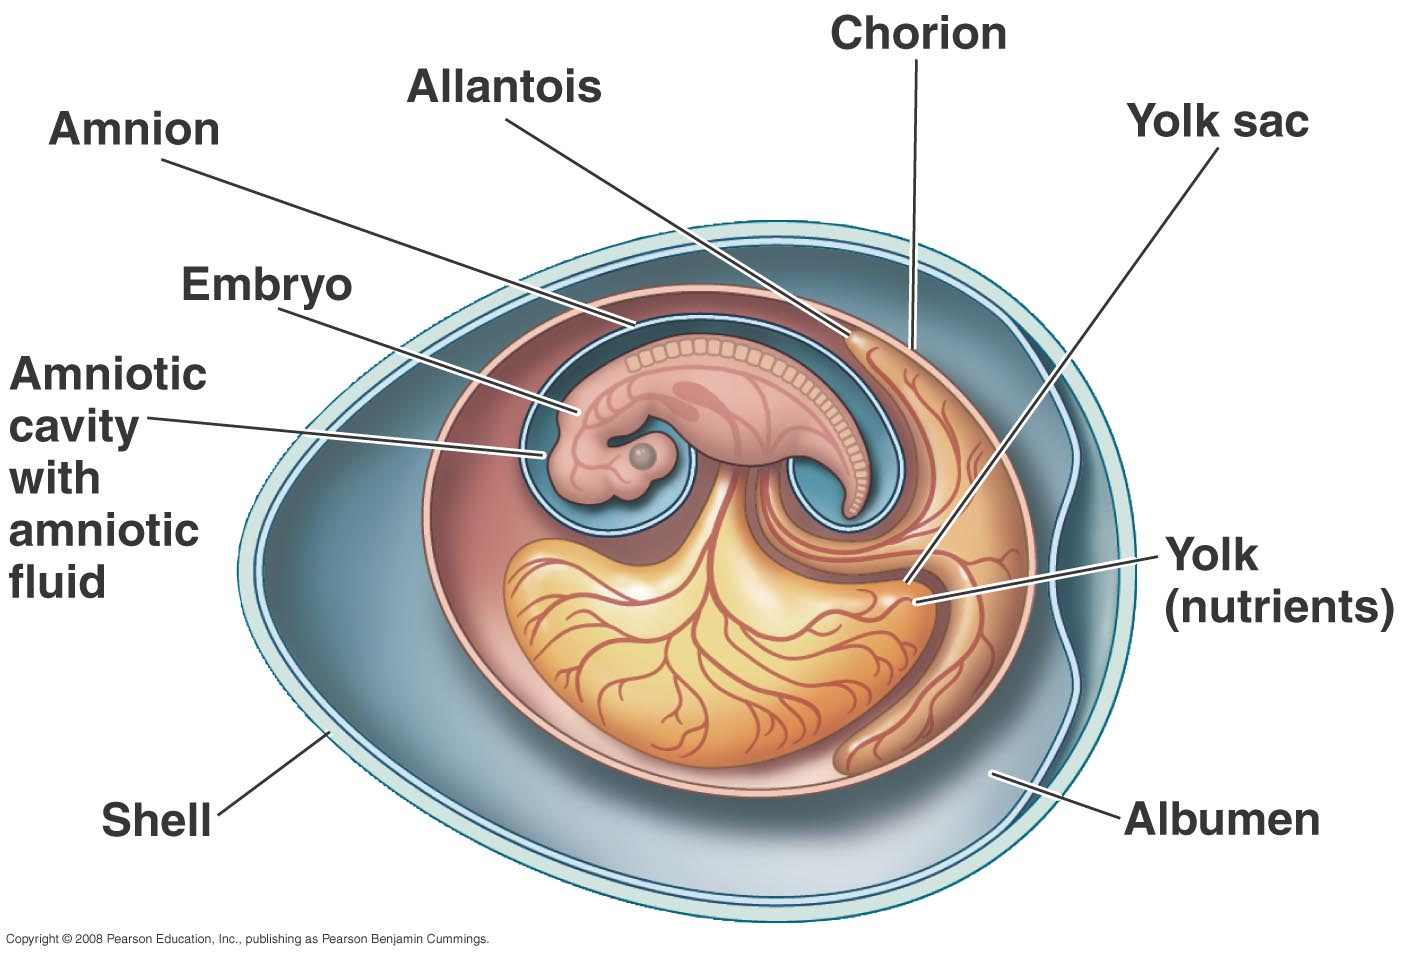 Chorion
Allantois
Yolk sac
Amnion
Embryo
Amniotic
cavity
with
amniotic
fluid
Yolk
(nutrients)
Shell
Albumen
Copyright © 2008 Pearson Education, Inc., publishing as Pearson Benjamin Cummings.